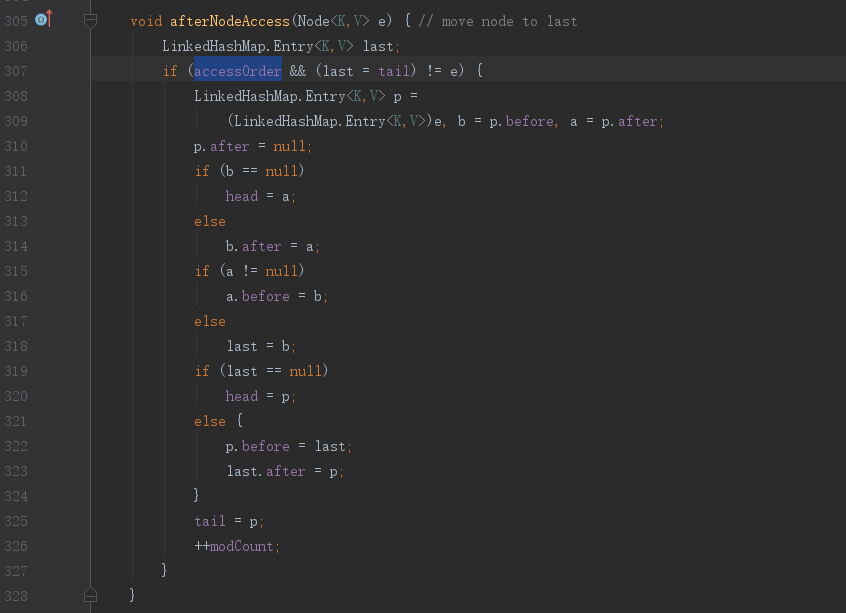 305 void afterNodeAccess(Node<K,V> e) { // move node to last
306 LinkedHashMap.Entry<K,V> last;
307 if (accessOrder && (last = tail) != e) {
308 LinkedHashMap.Entry<K,V> p =
309 (LinkedHashMap.Entry<K,V>)e, b = p.before, a = p.after;
310 p.after = null;
311 if (b == null)
312 head = a;
313 else
314 b.after = a;
315 if (a != null)
316 a.before = b;
317 else
318 last = b;
319 if (last == null)
320 head = p;
321 else {
322 p.before = last;
323 last.after = p;
324 }
325 tail = p;
326 ++modCount;
327 }
328 }